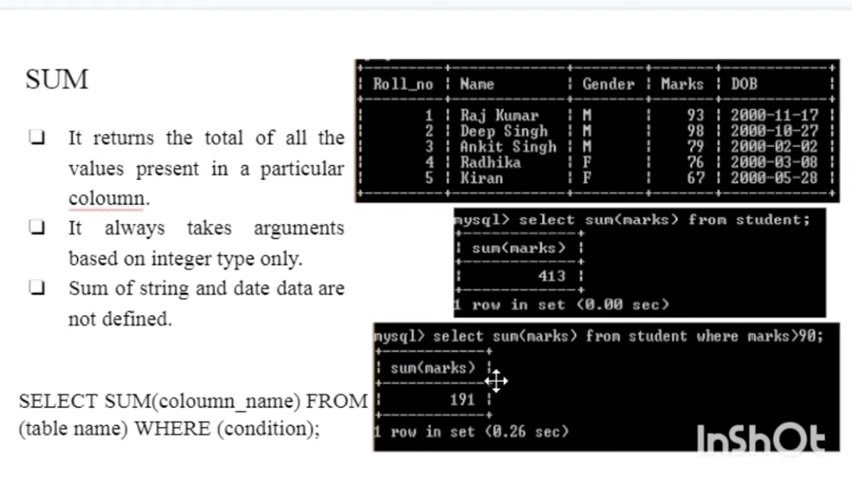 SUM
❑ It returns the total of all the
values present in a particular
coloumn.
❑ It always takes arguments
based on integer type only.
❑ Sum of string and date data are
not defined.
SELECT SUM(coloumn_name) FROM
(table name) WHERE (condition);
| Roll_no | Name | Gender | Marks | DOB |
| 1 | Raj Kumar | M | 93 | 2000-11-17 |
| 2 | Deep Singh | M | 98 | 2000-10-27 |
| 3 | Ankit Singh | M | 79 | 2000-02-02 |
| 4 | Radhika | F | 76 | 2000-03-08 |
| 5 | Kiran | F | 67 | 2000-05-28 |
mysql> select sum(marks) from student;
| sum(marks) |
| 413 |
1 row in set (0.00 sec)
mysql> select sum(marks) from student where marks>90;
| sum(marks) |
| 191 |
1 row in set (0.26 sec)
InShOt